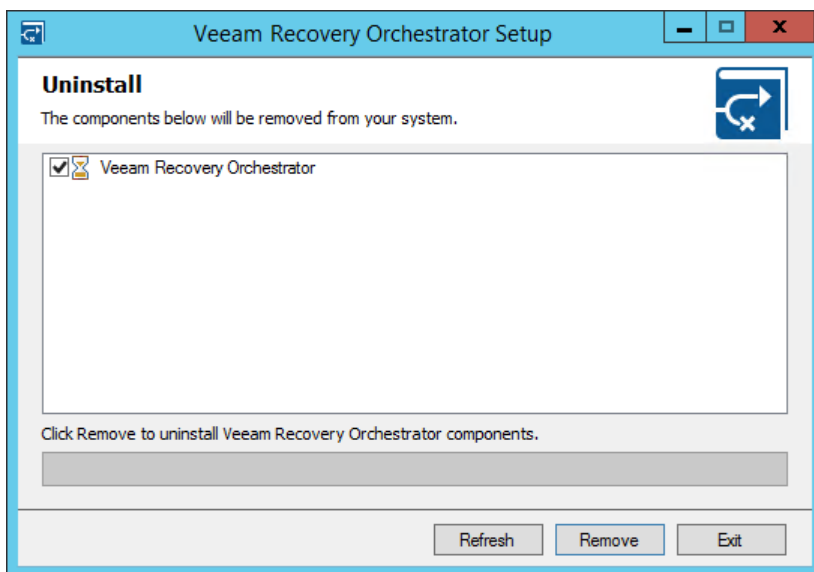 Veeam Recovery Orchestrator Setup
Uninstall
The components below will be removed from your system.
Veeam Recovery Orchestrator
Click Remove to uninstall Veeam Recovery Orchestrator components.
Refresh Remove Exit